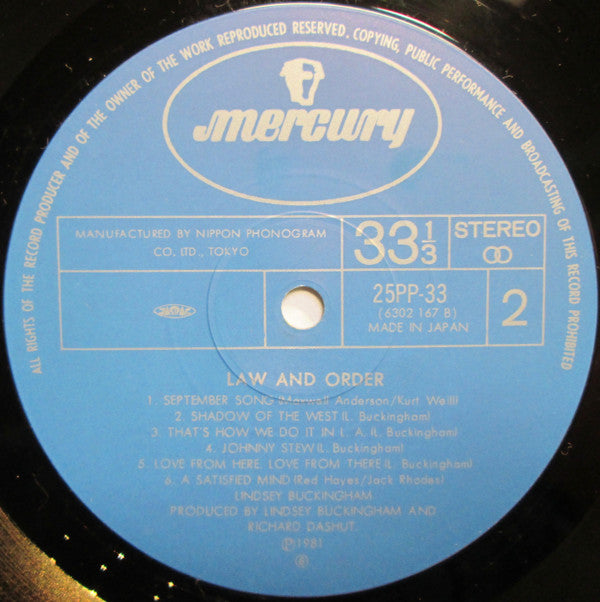 ALL RIGHTS OF THE RECORD PRODUCER AND OF THE OWNER OF THE WORK REPRODUCED RESERVED. COPYING, PUBLIC PERFORMANCE AND BROADCASTING OF THIS RECORD PROHIBITED
mercury
MANUFACTURED BY NIPPON PHONOGRAM
CO., LTD., TOKYO
33 1/3
STEREO
JASRAC
25PP-33
(6302 167 B)
MADE IN JAPAN
2
LAW AND ORDER
1. SEPTEMBER SONG (Maxwell Anderson/Kurt Weill)
2. SHADOW OF THE WEST (L. Buckingham)
3. THAT'S HOW WE DO IT IN L. A. (L. Buckingham)
4. JOHNNY STEW (L. Buckingham)
5. LOVE FROM HERE, LOVE FROM THERE (L. Buckingham)
6. A SATISFIED MIND (Red Hayes/Jack Rhodes)
LINDSEY BUCKINGHAM
PRODUCED BY LINDSEY BUCKINGHAM AND
RICHARD DASHUT.
Ⓟ1981